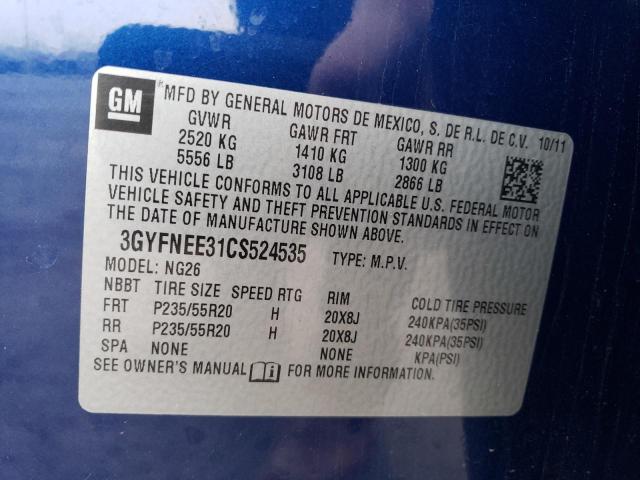 GM
MFD BY GENERAL MOTORS DE MEXICO, S. DE R.L. DE C.V. 10/11
GVWR GAWR FRT GAWR RR
2520 KG 1410 KG 1300 KG
5556 LB 3108 LB 2866 LB
THIS VEHICLE CONFORMS TO ALL APPLICABLE U.S. FEDERAL MOTOR
VEHICLE SAFETY AND THEFT PREVENTION STANDARDS IN EFFECT ON
THE DATE OF MANUFACTURE SHOWN ABOVE.
3GYFNEE31CS524535 TYPE: M.P.V.
MODEL: NG26
NBBT TIRE SIZE SPEED RTG RIM COLD TIRE PRESSURE
FRT P235/55R20 H 20X8J 240KPA(35PSI)
RR P235/55R20 H 20X8J 240KPA(35PSI)
SPA NONE NONE KPA(PSI)
SEE OWNER'S MANUAL FOR MORE INFORMATION.